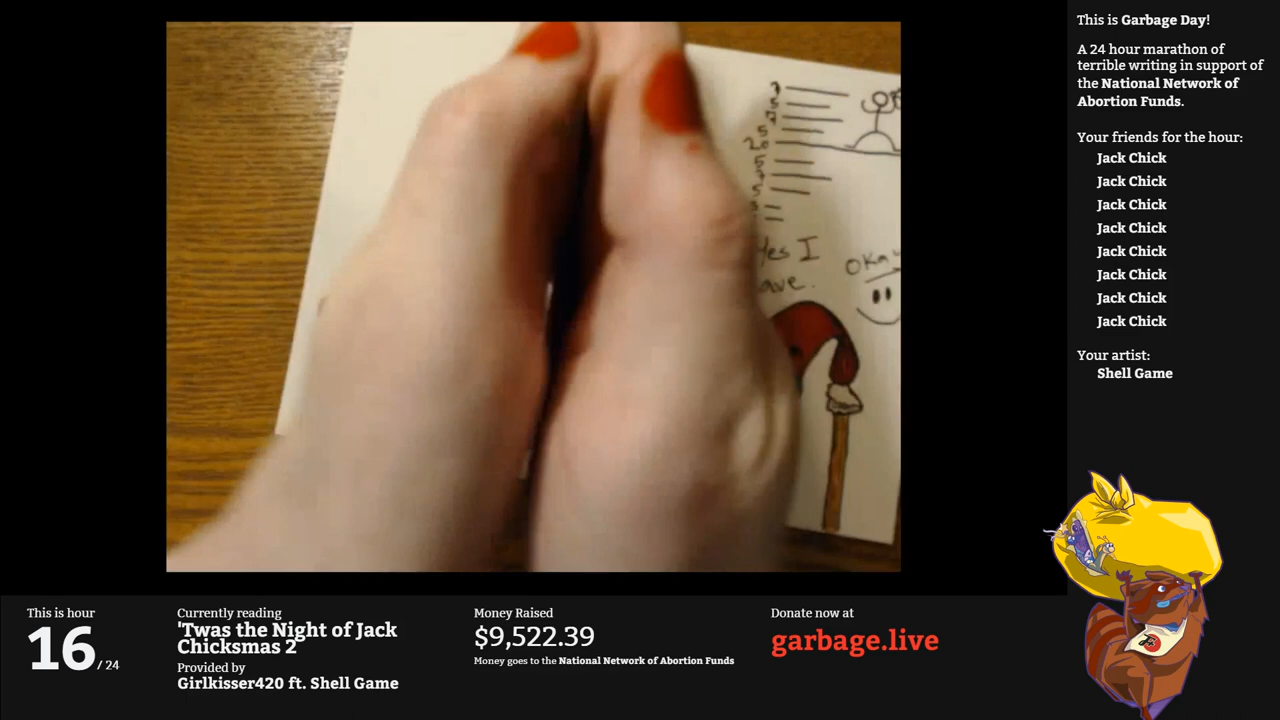 This is Garbage Day!
A 24 hour marathon of
terrible writing in support of
the National Network of
Abortion Funds.
Your friends for the hour:
Jack Chick
Jack Chick
Jack Chick
Jack Chick
Jack Chick
Jack Chick
Jack Chick
Jack Chick
Your artist:
Shell Game
Yes I
ave.
This is hour
16 / 24
Currently reading
'Twas the Night of Jack
Chicksmas 2
Provided by
Girlkisser420 ft. Shell Game
Money Raised
$9,522.39
Money goes to the National Network of Abortion Funds
Donate now at
garbage.live